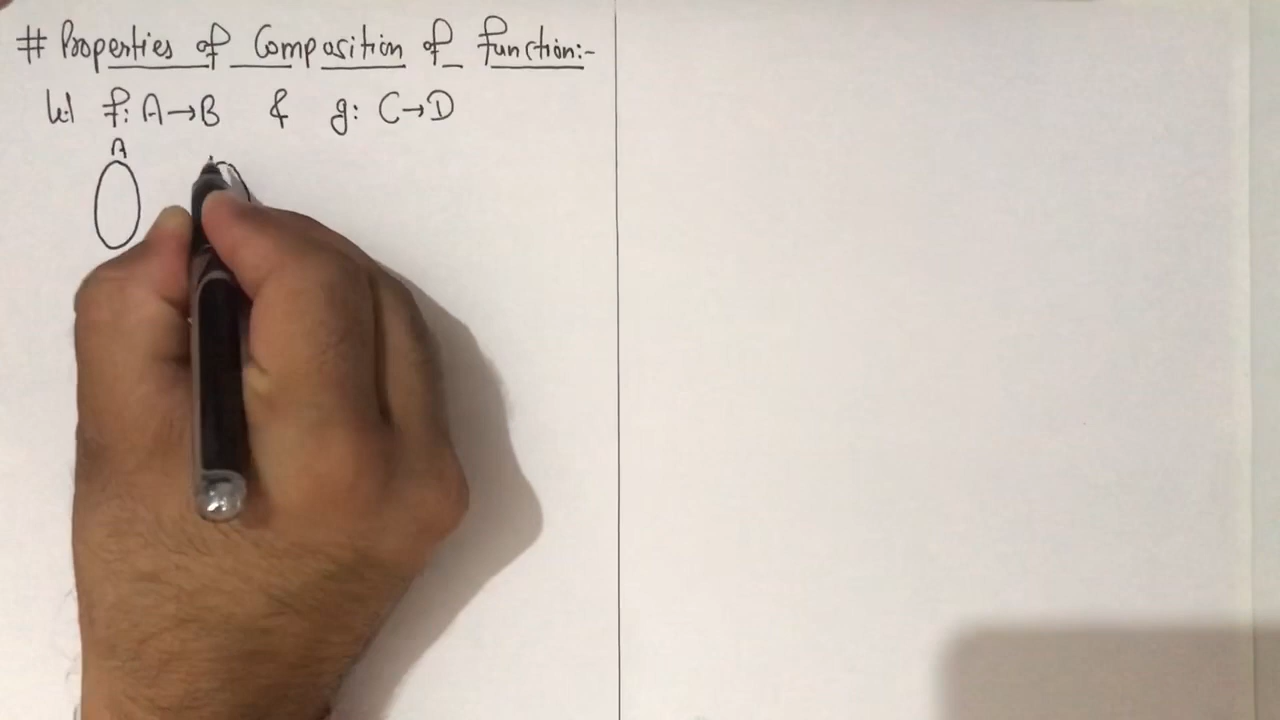 # Properties of Composition of function:-
let f: A→B & g: C→D
A